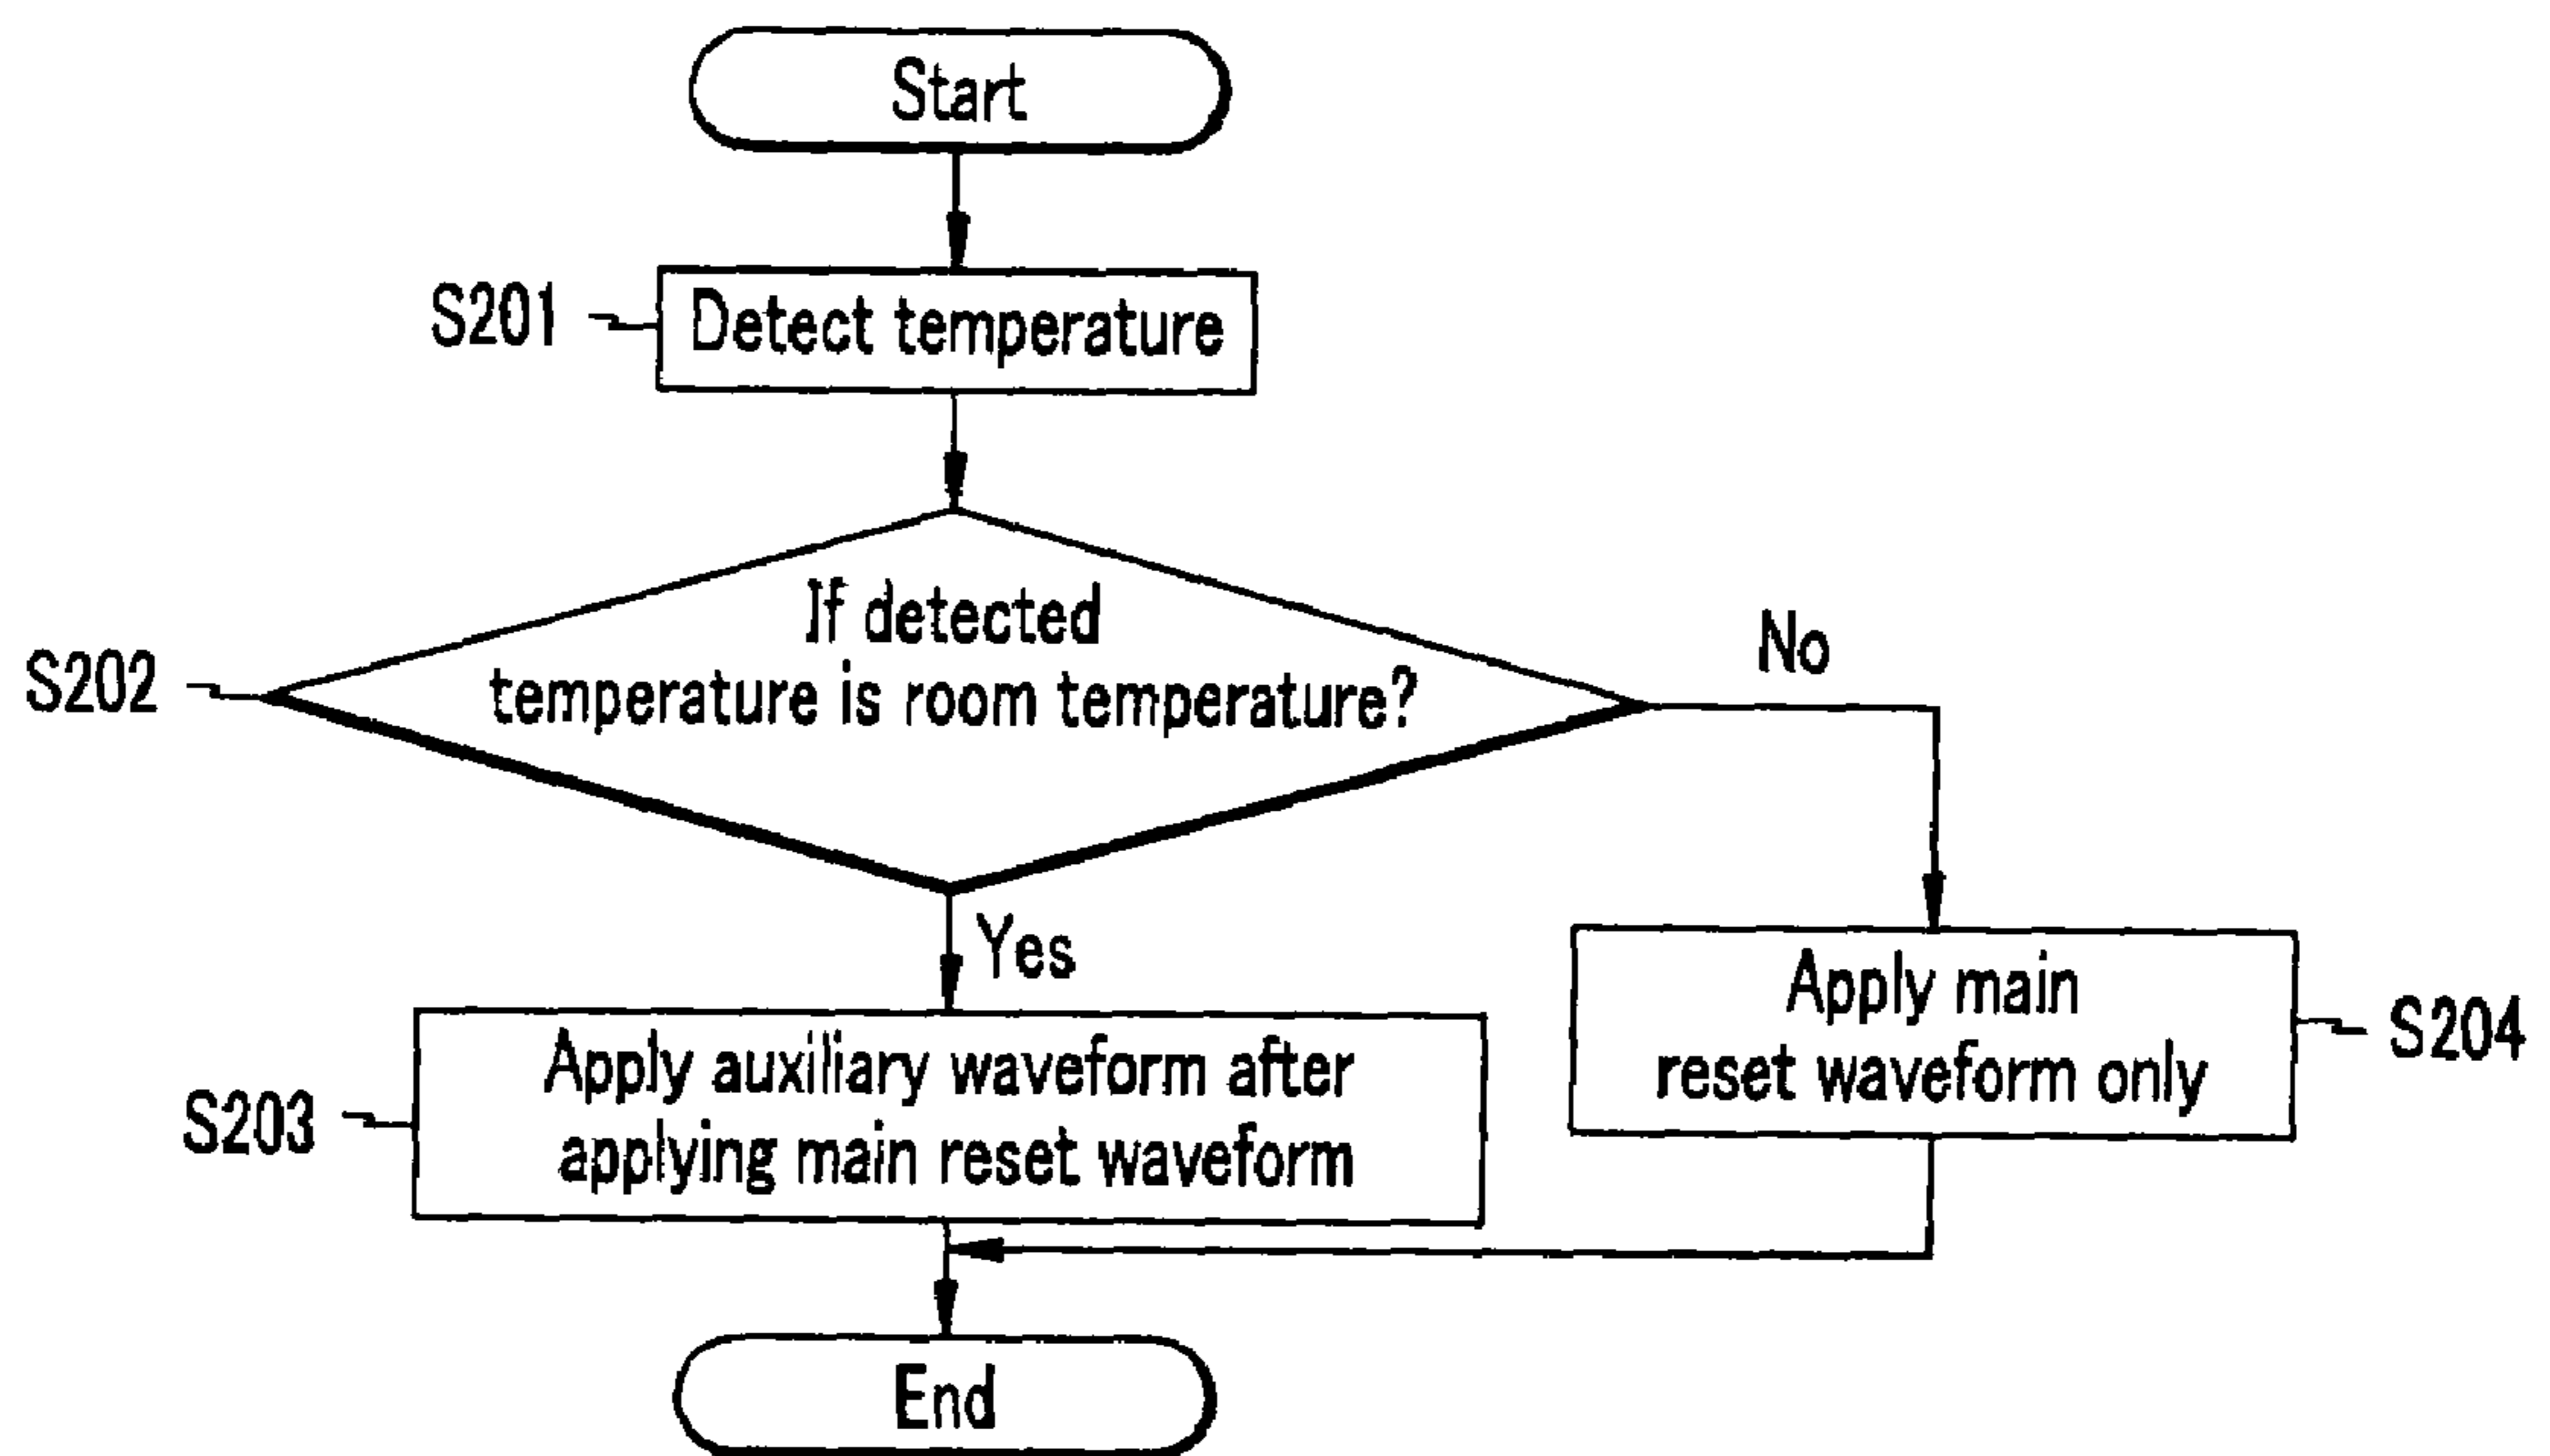 Start
S201
Detect temperature
S202
If detected
temperature is room temperature?
No
Yes
S203
Apply auxiliary waveform after
applying main reset waveform
Apply main
reset waveform only
S204
End